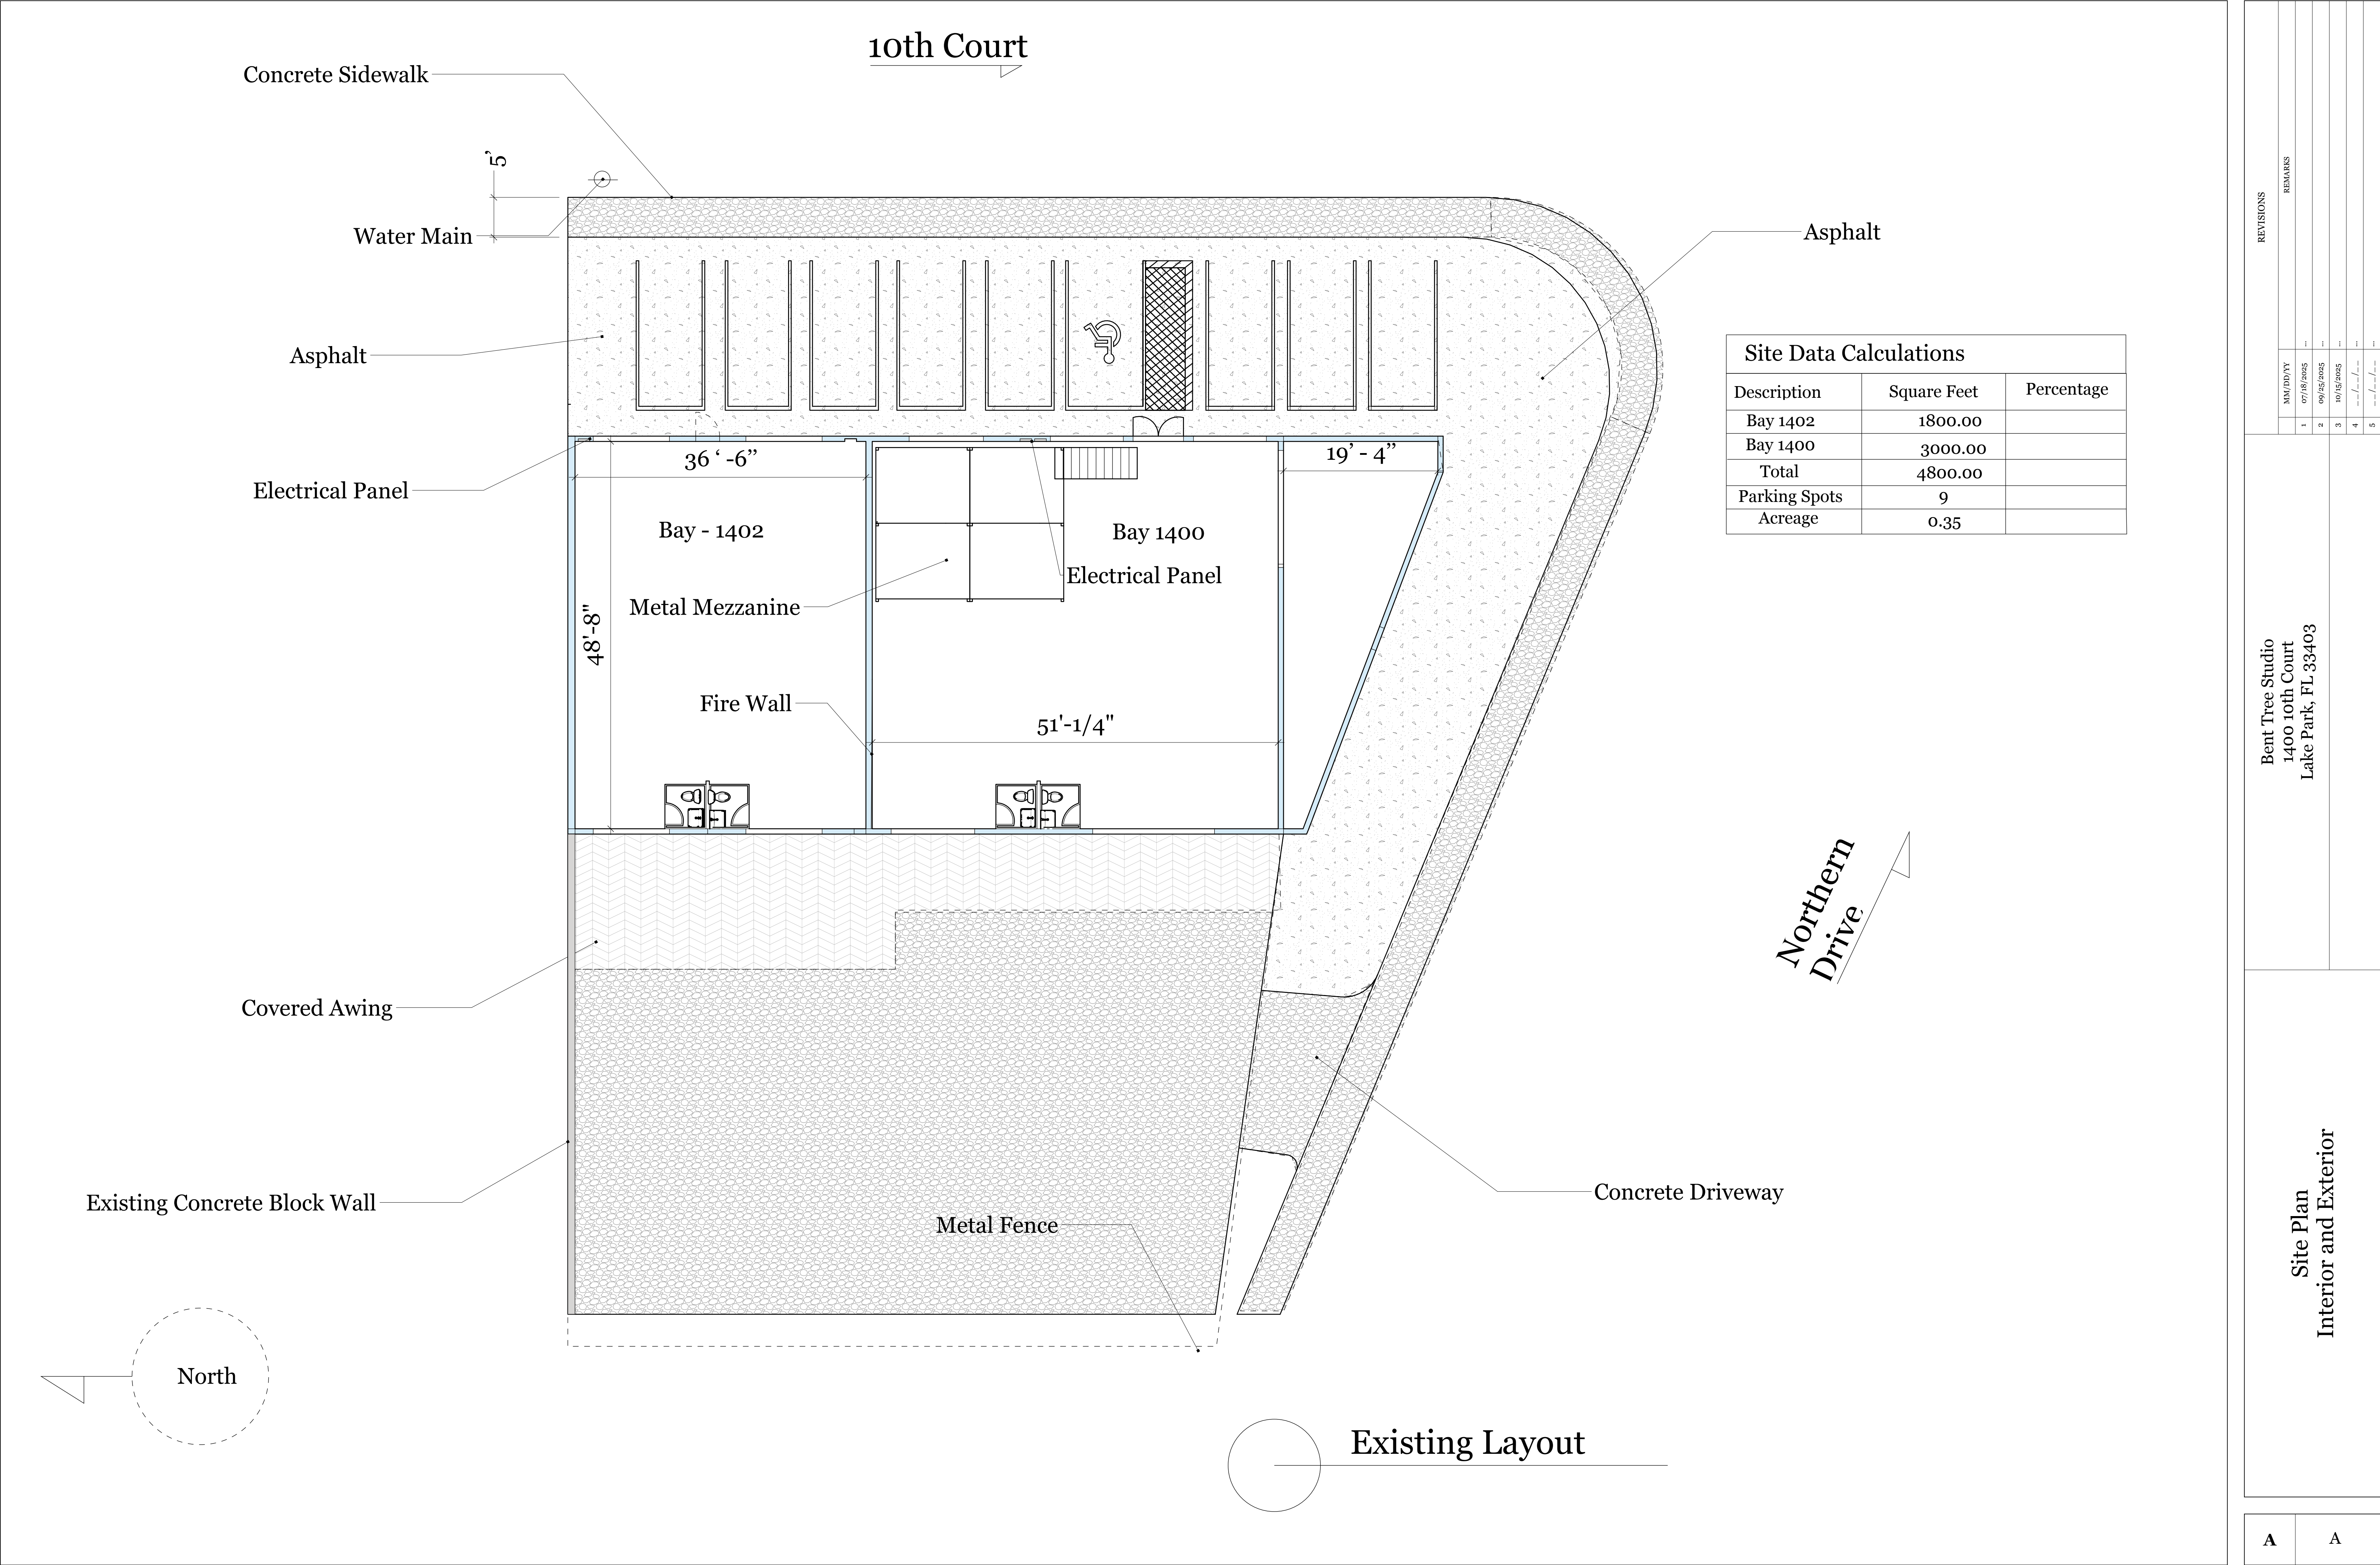 10th Court
Concrete Sidewalk
5’
Water Main
Asphalt
Asphalt
Electrical Panel
36 ‘ -6”
19’ - 4”
Bay - 1402
Bay 1400
Electrical Panel
Metal Mezzanine
48'-8"
Fire Wall
51'-1/4"
Site Data Calculations
Description Square Feet Percentage
Bay 1402 1800.00
Bay 1400 3000.00
Total 4800.00
Parking Spots 9
Acreage 0.35
Northern
Drive
Covered Awing
Existing Concrete Block Wall
Metal Fence
Concrete Driveway
North
Existing Layout
REVISIONS
MM/DD/YY REMARKS
1 07/18/2025 --
2 09/25/2025 --
3 10/15/2025 --
4 _ _ /_ _ /_ _ --
5 _ _ /_ _ /_ _ --
Bent Tree Studio
1400 10th Court
Lake Park, FL 33403
Site Plan
Interior and Exterior
A A